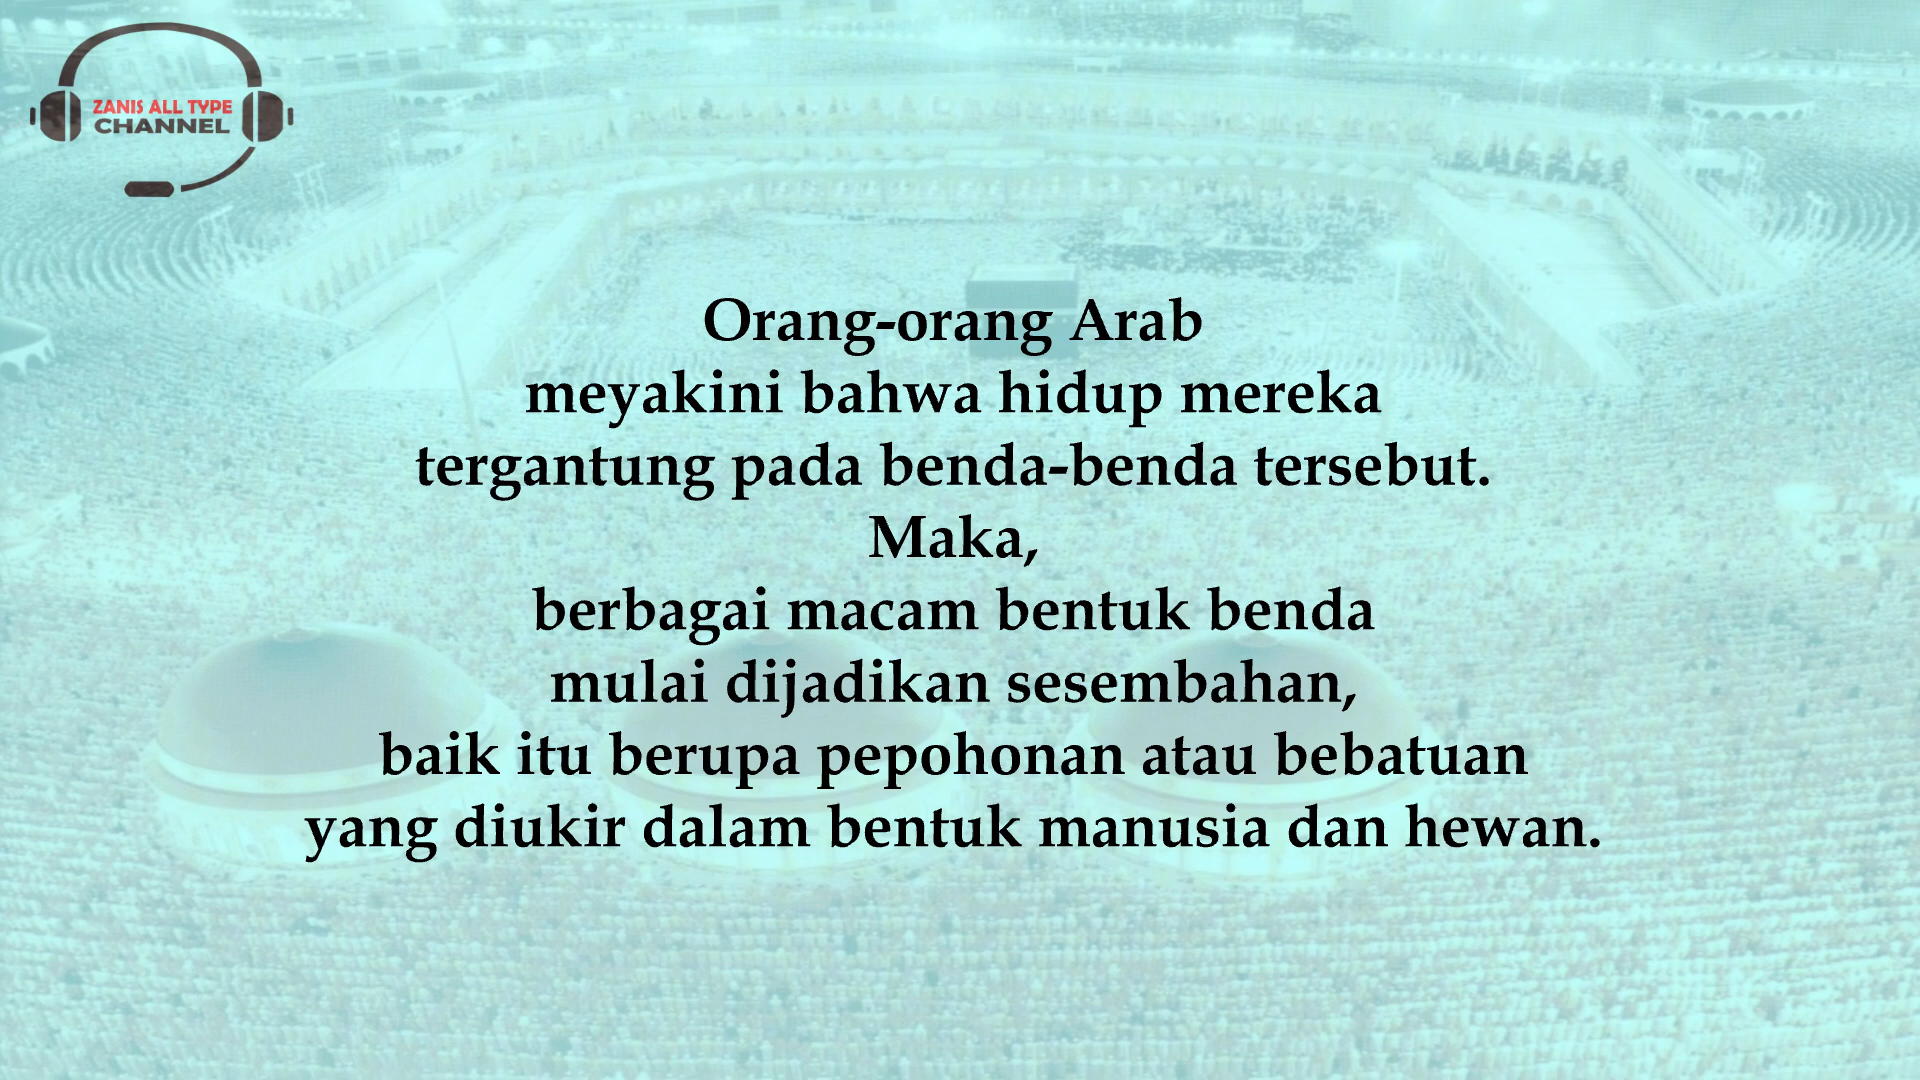 ZANIS ALL TYPE
CHANNEL
Orang-orang Arab
meyakini bahwa hidup mereka
tergantung pada benda-benda tersebut.
Maka,
berbagai macam bentuk benda
mulai dijadikan sesembahan,
baik itu berupa pepohonan atau bebatuan
yang diukir dalam bentuk manusia dan hewan.